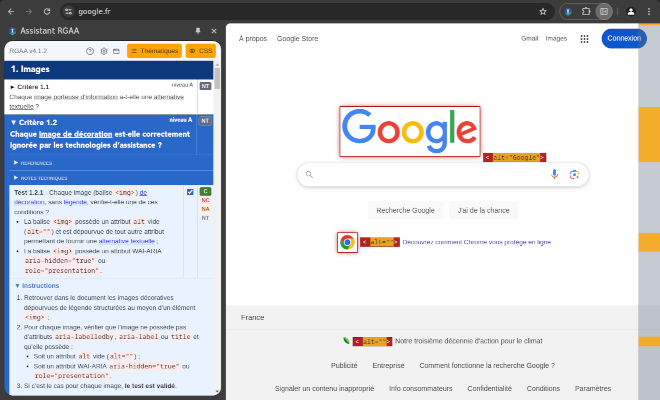 google.fr
Assistant RGAA
RGAA v4.1.2
Thématiques
CSS
1. Images
► Critère 1.1
niveau A
NT
Chaque image porteuse d'information a-t-elle une alternative
textuelle ?
▼ Critère 1.2
niveau A
NT
Chaque image de décoration est-elle correctement
ignorée par les technologies d'assistance ?
► RÉFÉRENCES
► NOTES TECHNIQUES
Test 1.2.1 - Chaque image (balise <img>) de
décoration, sans légende, vérifie-t-elle une de ces
conditions ?
C
NC
NA
NT
• La balise <img> possède un attribut alt vide
(alt="") et est dépourvue de tout autre attribut
permettant de fournir une alternative textuelle ;
• La balise <img> possède un attribut WAI-ARIA
aria-hidden="true" ou
role="presentation".
▼ Instructions
1. Retrouver dans le document les images décoratives
dépourvues de légende structurées au moyen d'un élément
<img> ;
2. Pour chaque image, vérifier que l'image ne possède pas
d'attributs aria-labelledby, aria-label ou title et
qu'elle possède :
• Soit un attribut alt vide (alt="") ;
• Soit un attribut WAI-ARIA aria-hidden="true" ou
role="presentation".
3. Si c'est le cas pour chaque image, le test est validé.
À propos
Google Store
Gmail
Images
Connexion
Google
< alt="Google">
Recherche Google
J'ai de la chance
< alt=""> Découvrez comment Chrome vous protège en ligne
France
< alt=""> Notre troisième décennie d'action pour le climat
Publicité
Entreprise
Comment fonctionne la recherche Google ?
Signaler un contenu inapproprié
Info consommateurs
Confidentialité
Conditions
Paramètres